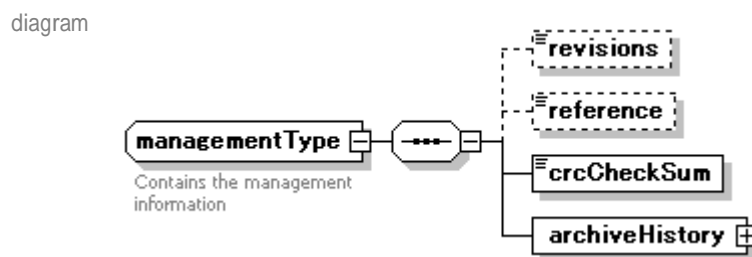 diagram
revisions
reference
managementType
Contains the management
information
crcCheckSum
archiveHistory